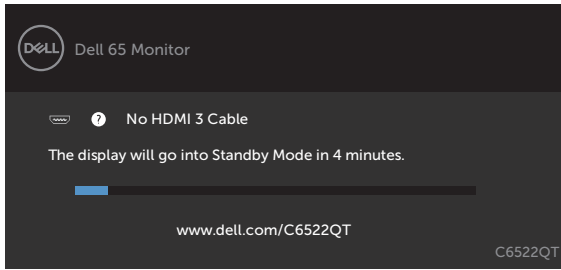 DELL
Dell 65 Monitor
? No HDMI 3 Cable
The display will go into Standby Mode in 4 minutes.
www.dell.com/C6522QT
C6522QT